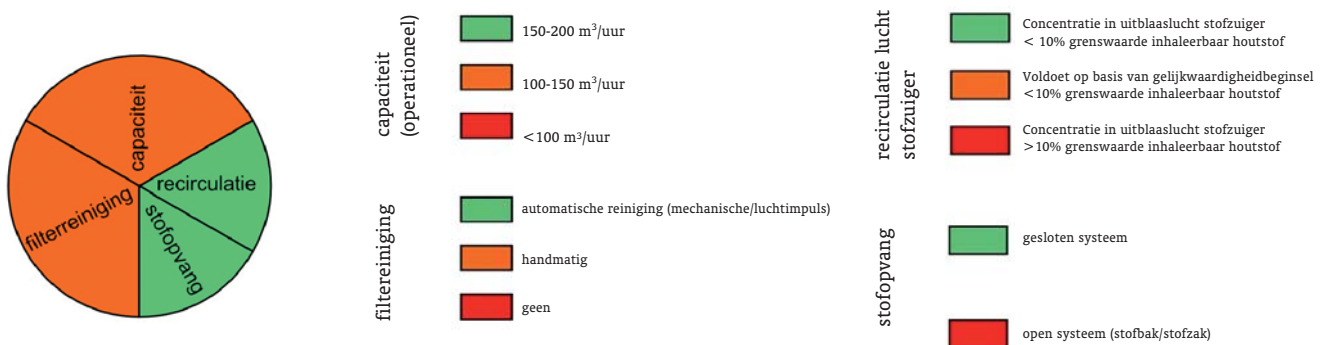 capaciteit
recirculatie
stofopvang
filterreiniging
capaciteit
(operationeel)
150-200 m³/uur
100-150 m³/uur
<100 m³/uur
filtereiniging
automatische reiniging (mechanische/luchtimpuls)
handmatig
geen
recirculatie lucht
stofzuiger
Concentratie in uitblaaslucht stofzuiger
< 10% grenswaarde inhaleerbaar houtstof
Voldoet op basis van gelijkwaardigheidbeginsel
<10% grenswaarde inhaleerbaar houtstof
Concentratie in uitblaaslucht stofzuiger
>10% grenswaarde inhaleerbaar houtstof
stofopvang
gesloten systeem
open systeem (stofbak/stofzak)